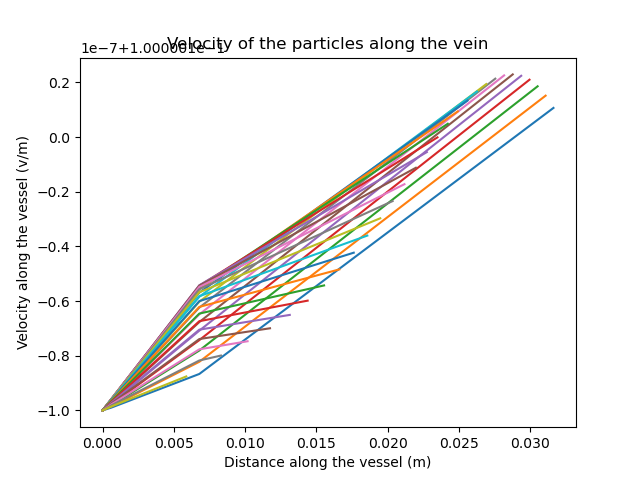 Velocity of the particles along the vein
1e−7+1.000001e−1
0.2
0.0
−0.2
−0.4
−0.6
−0.8
−1.0
Velocity along the vessel (v/m)
0.000 0.005 0.010 0.015 0.020 0.025 0.030
Distance along the vessel (m)